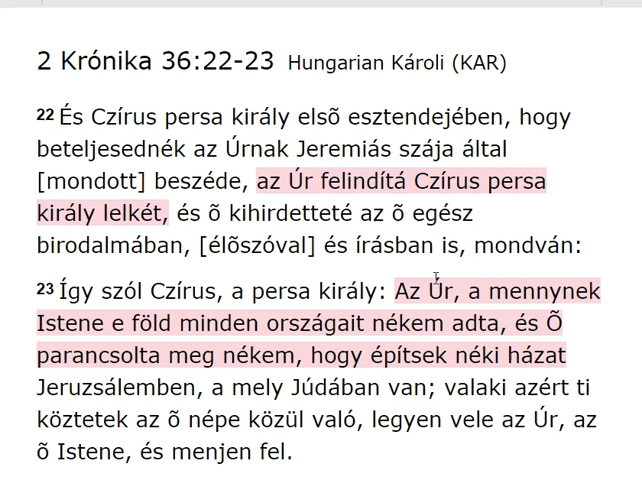 2 Krónika 36:22-23 Hungarian Károli (KAR)
22 És Czírus persa király elsõ esztendejében, hogy
beteljesednék az Úrnak Jeremiás szája által
[mondott] beszéde, az Úr felindítá Czírus persa
király lelkét, és õ kihirdetteté az õ egész
birodalmában, [élõszóval] és írásban is, mondván:
23 Így szól Czírus, a persa király: Az Úr, a mennynek
Istene e föld minden országait nékem adta, és Õ
parancsolta meg nékem, hogy építsek néki házat
Jeruzsálemben, a mely Júdában van; valaki azért ti
köztetek az õ népe közül való, legyen vele az Úr, az
õ Istene, és menjen fel.